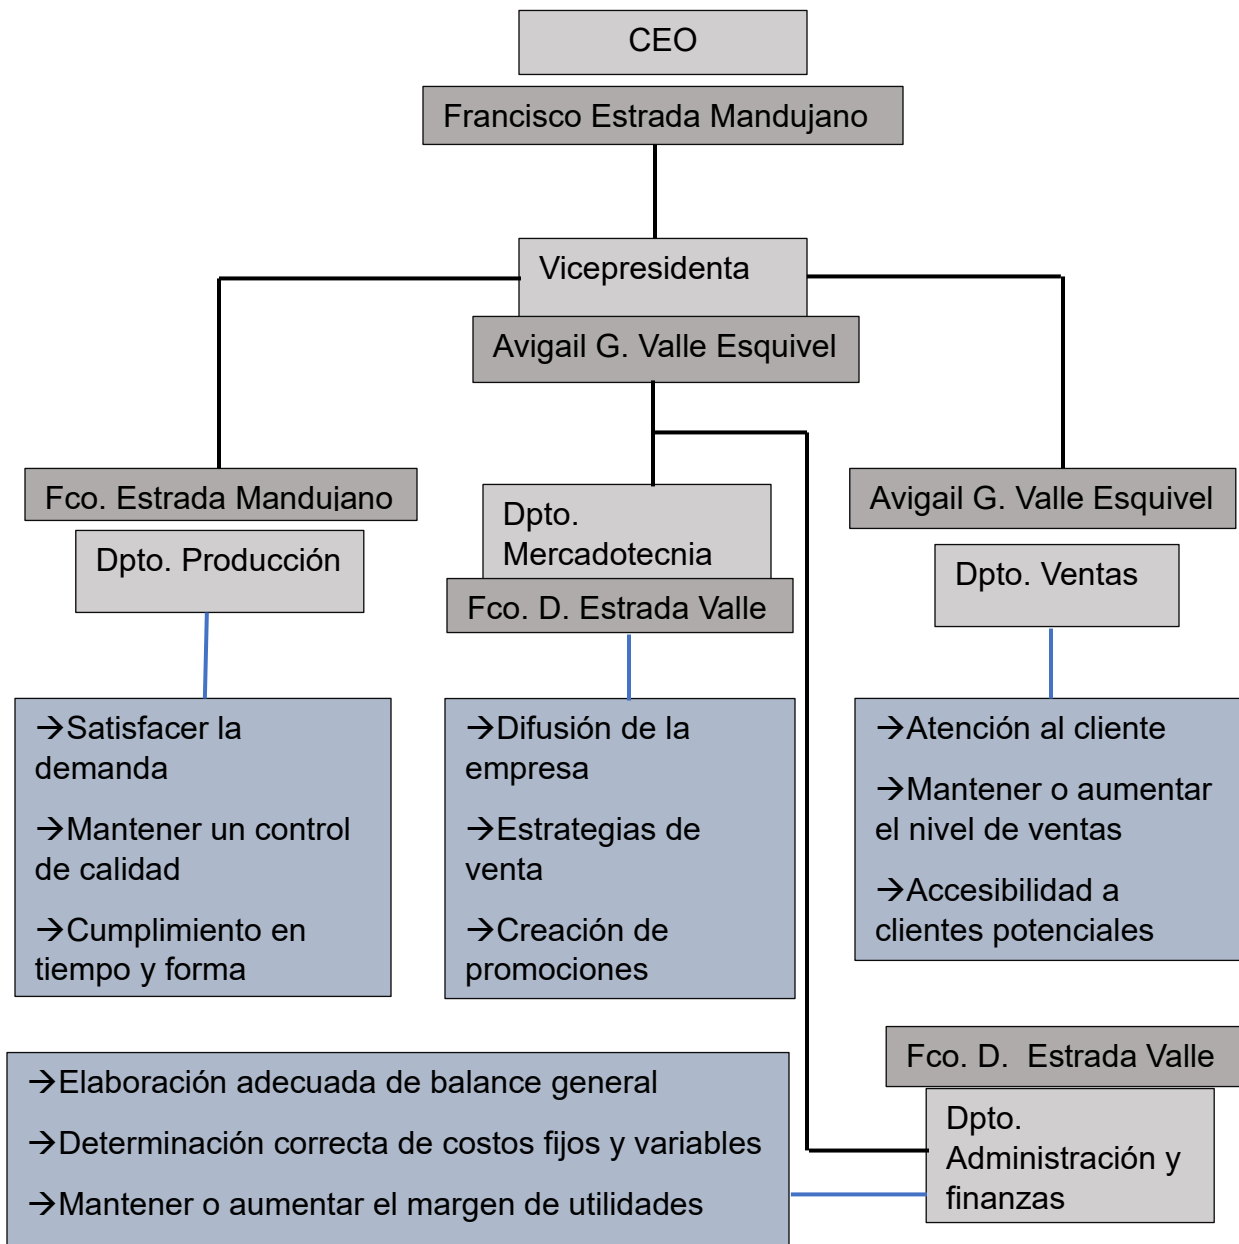 CEO
Francisco Estrada Mandujano
Vicepresidenta
Avigail G. Valle Esquivel
Fco. Estrada Mandujano
Dpto. Producción
Dpto.
Mercadotecnia
Fco. D. Estrada Valle
Avigail G. Valle Esquivel
Dpto. Ventas
→Satisfacer la
demanda
→Mantener un control
de calidad
→Cumplimiento en
tiempo y forma
→Difusión de la
empresa
→Estrategias de
venta
→Creación de
promociones
→Atención al cliente
→Mantener o aumentar
el nivel de ventas
→Accesibilidad a
clientes potenciales
Fco. D.  Estrada Valle
Dpto.
Administración y
finanzas
→Elaboración adecuada de balance general
→Determinación correcta de costos fijos y variables
→Mantener o aumentar el margen de utilidades